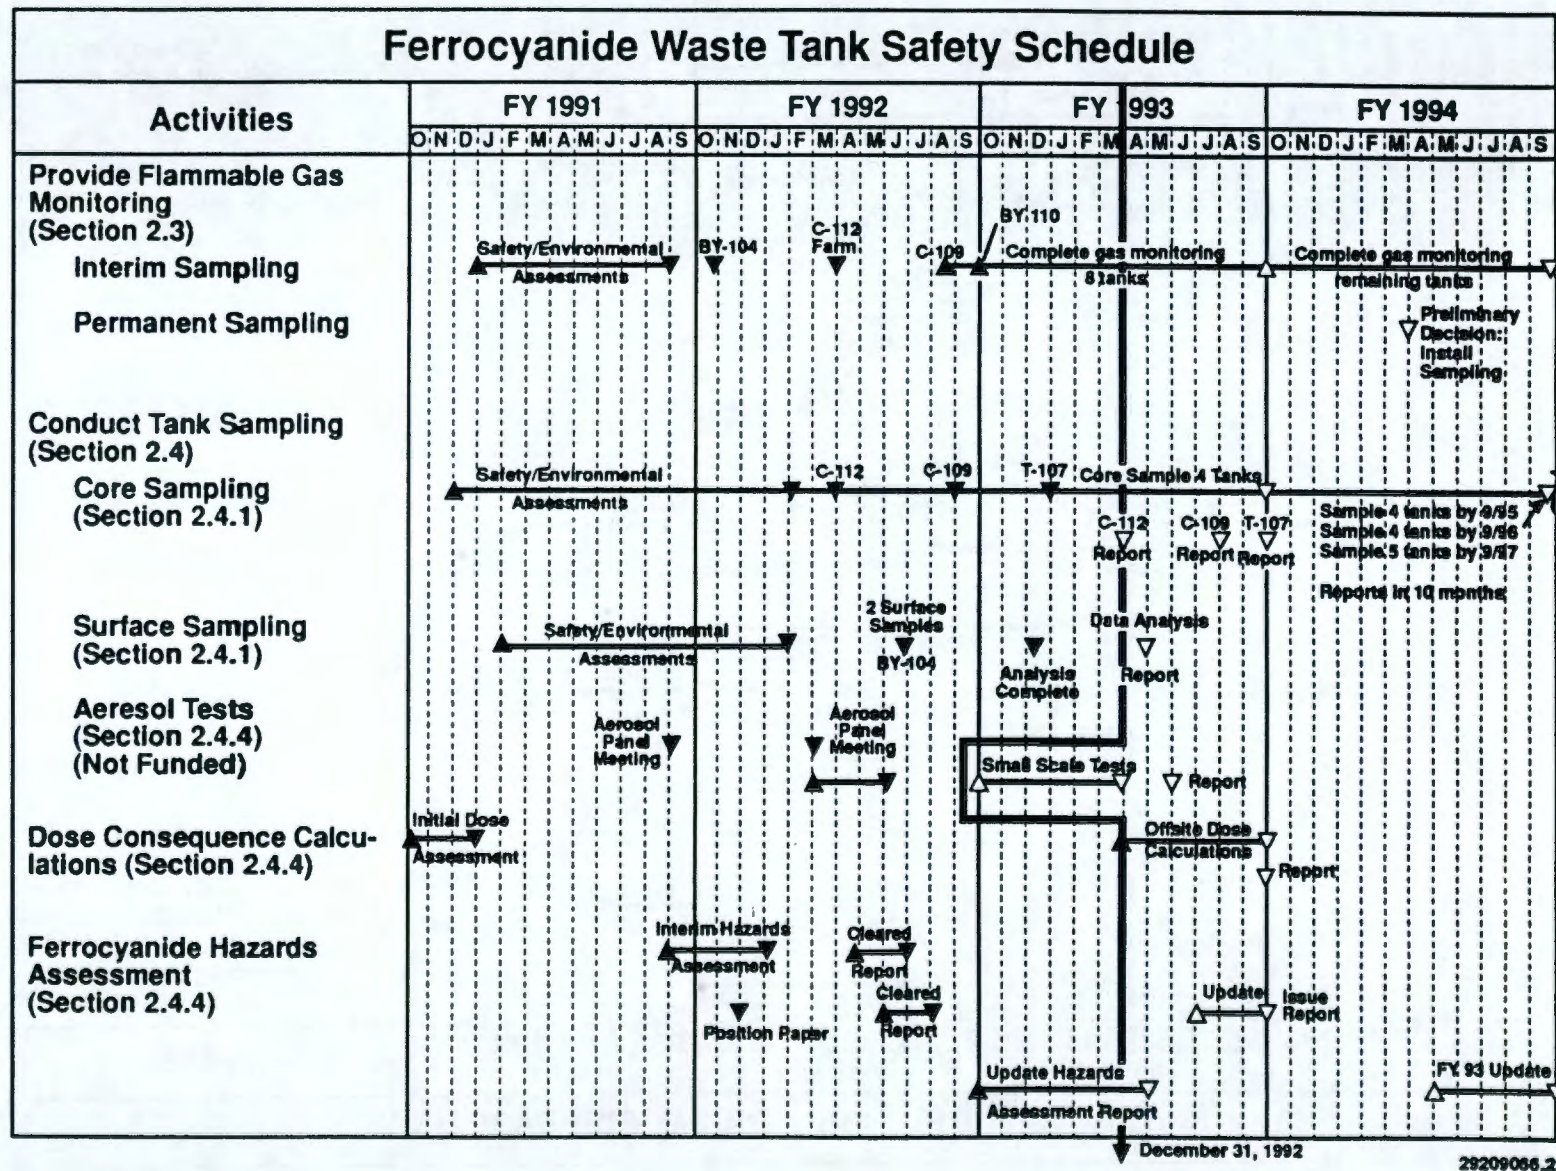 Ferrocyanide Waste Tank Safety Schedule
Activities
FY 1991
FY 1992
FY 1993
FY 1994
O N D J F M A M J J A S
O N D J F M A M J J A S
O N D J F M A M J J A S
O N D J F M A M J J A S
Provide Flammable Gas
Monitoring
(Section 2.3)
Interim Sampling
Safety/Environmental
Assessments
BY-104
C-112
Farm
C-109
BY-110
Complete gas monitoring
8 tanks
Complete gas monitoring
remaining tanks
Permanent Sampling
Preliminary
Decision:
Install
Sampling
Conduct Tank Sampling
(Section 2.4)
Core Sampling
(Section 2.4.1)
Safety/Environmental
Assessments
C-112
C-109
T-107
Core Sample 4 Tanks
C-112
Report
C-109
Report
T-107
Report
Sample 4 tanks by 9/95
Sample 4 tanks by 9/96
Sample 5 tanks by 9/97
Reports in 10 months
Surface Sampling
(Section 2.4.1)
Safety/Environmental
Assessments
2 Surface
Samples
BY-104
Analysis
Complete
Data Analysis
Report
Aeresol Tests
(Section 2.4.4)
(Not Funded)
Aerosol
Panel
Meeting
Aerosol
Panel
Meeting
Small Scale Tests
Report
Dose Consequence Calcu-
lations (Section 2.4.4)
Initial Dose
Assessment
Offsite Dose
Calculations
Report
Ferrocyanide Hazards
Assessment
(Section 2.4.4)
Interim Hazards
Assessment
Cleared
Report
Position Paper
Cleared
Report
Update
Issue
Report
Update Hazards
Assessment Report
FY 93 Update
December 31, 1992
29209066.2